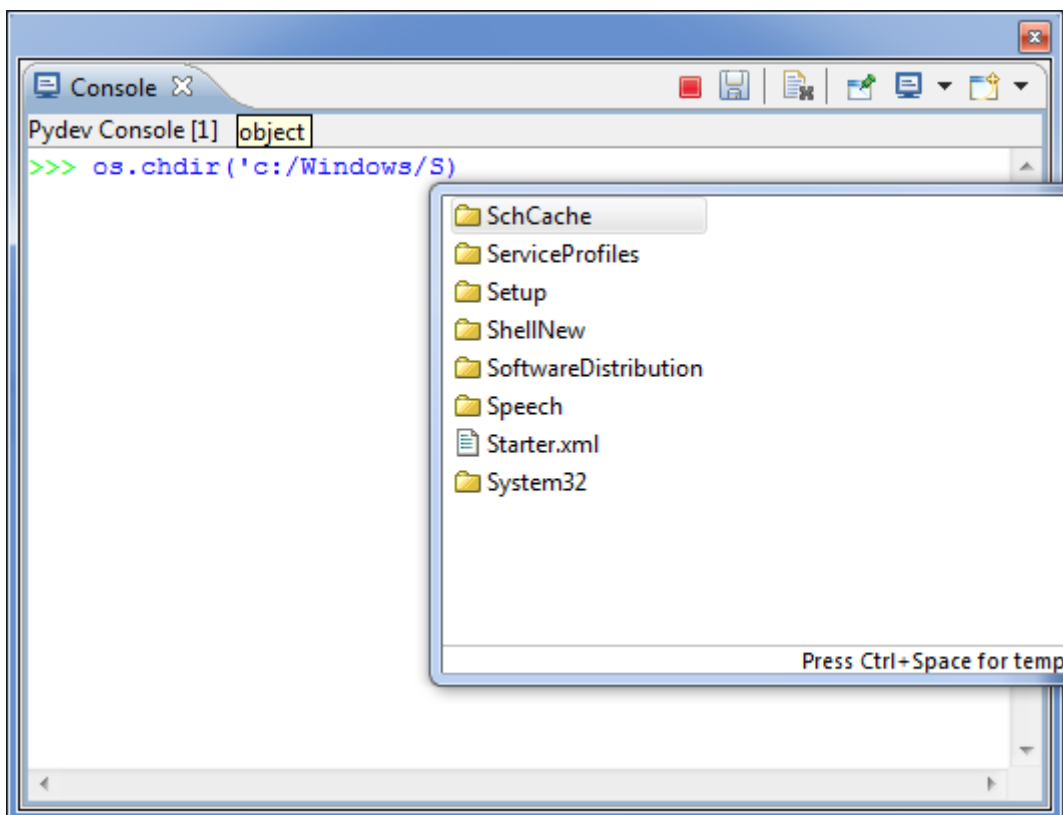 Console
Pydev Console [1] object
>>> os.chdir('c:/Windows/S)
SchCache
ServiceProfiles
Setup
ShellNew
SoftwareDistribution
Speech
Starter.xml
System32
Press Ctrl+Space for temp